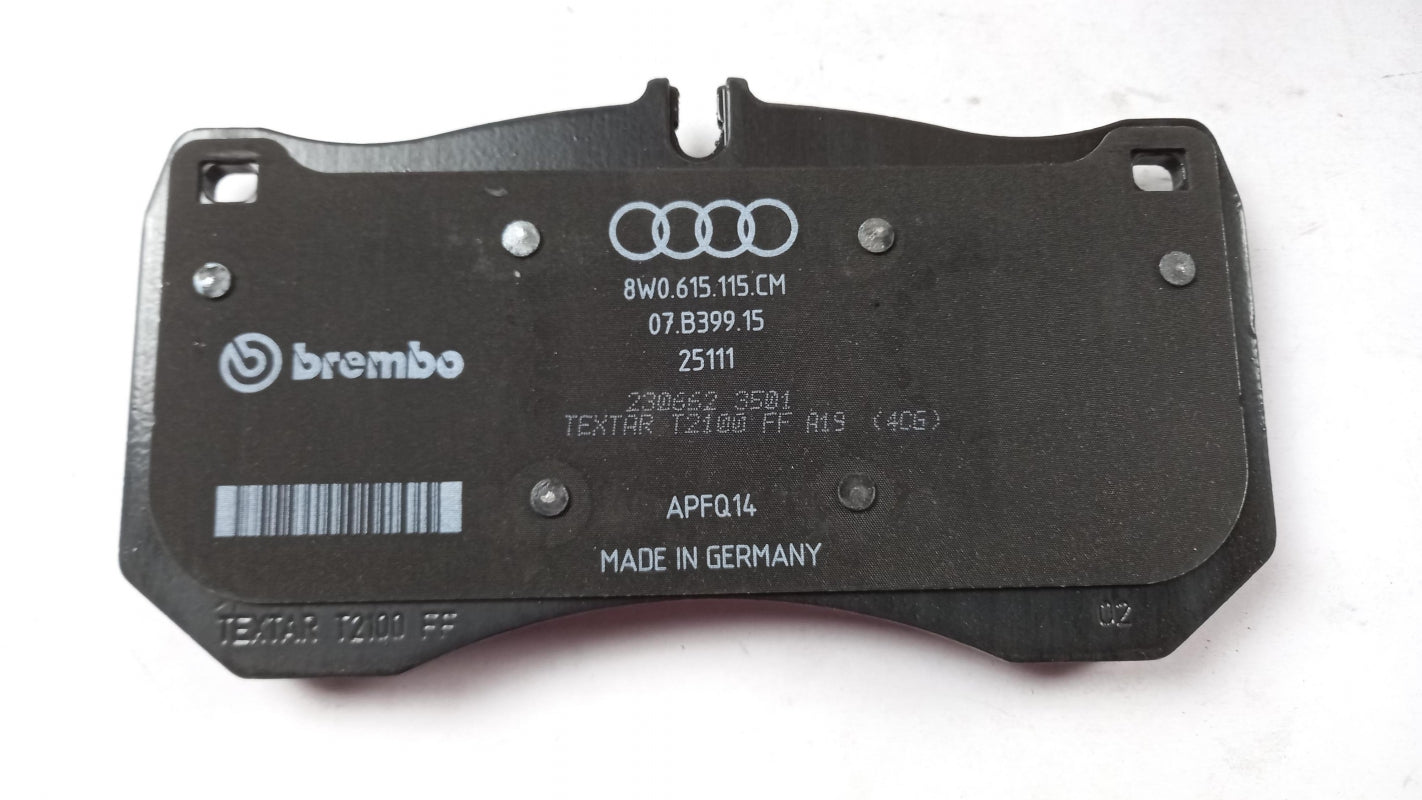 8W0.615.115.CM
07.B399.15
25111
brembo
230662 3501
TEXTAR T2100 FF A19 (4CG)
APFQ14
MADE IN GERMANY
TEXTAR T2100 FF
02